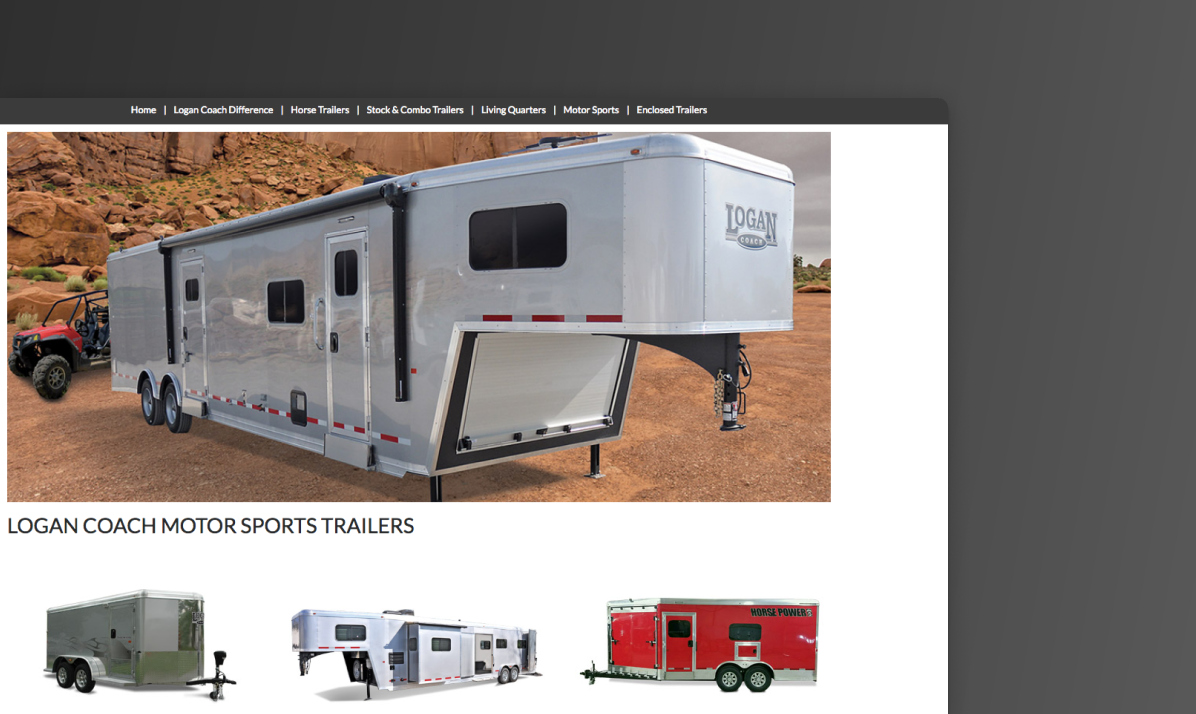 Home | Logan Coach Difference | Horse Trailers | Stock & Combo Trailers | Living Quarters | Motor Sports | Enclosed Trailers
LOGAN
COACH
LOGAN COACH MOTOR SPORTS TRAILERS
HORSE POWER